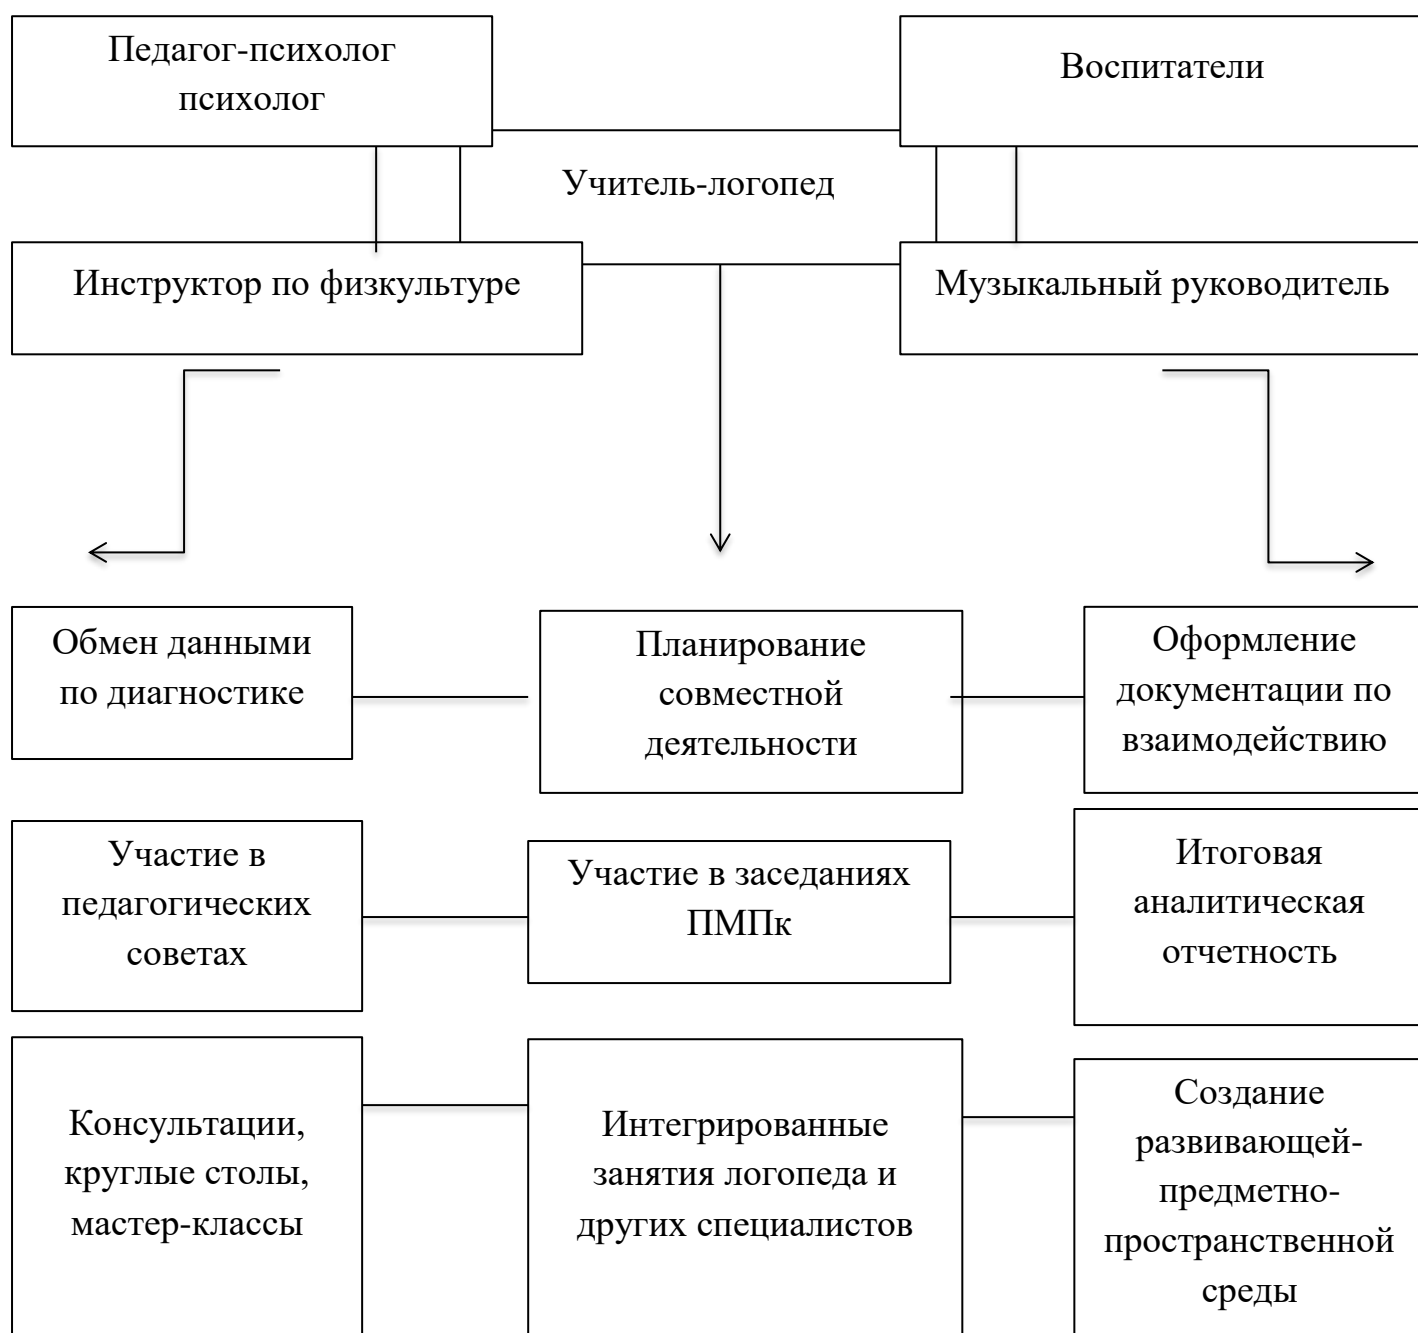 Педагог-психолог
психолог
Воспитатели
Учитель-логопед
Инструктор по физкультуре
Музыкальный руководитель
Обмен данными
по диагностике
Планирование
совместной
деятельности
Оформление
документации по
взаимодействию
Участие в
педагогических
советах
Участие в заседаниях
ПМПк
Итоговая
аналитическая
отчетность
Консультации,
круглые столы,
мастер-классы
Интегрированные
занятия логопеда и
других специалистов
Создание
развивающей-
предметно-
пространственной
среды